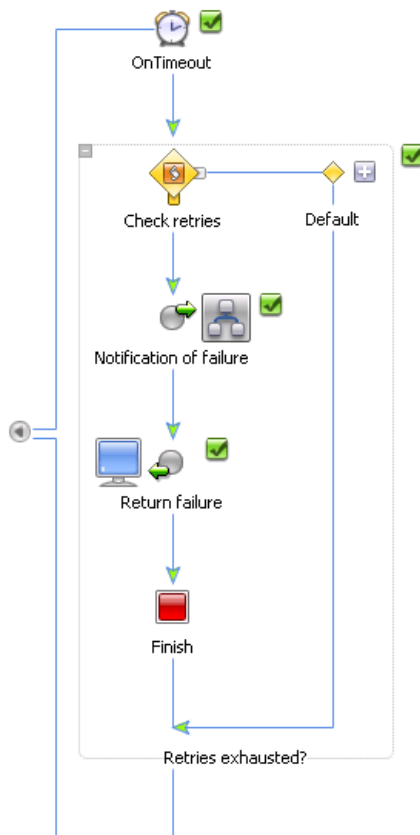 OnTimeout
Check retries
Default
Notification of failure
Return failure
Finish
Retries exhausted?